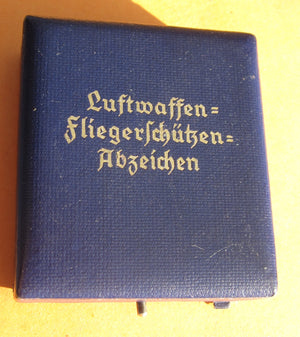 Luftwaffen=
Fliegerſchützen=
Abzeichen